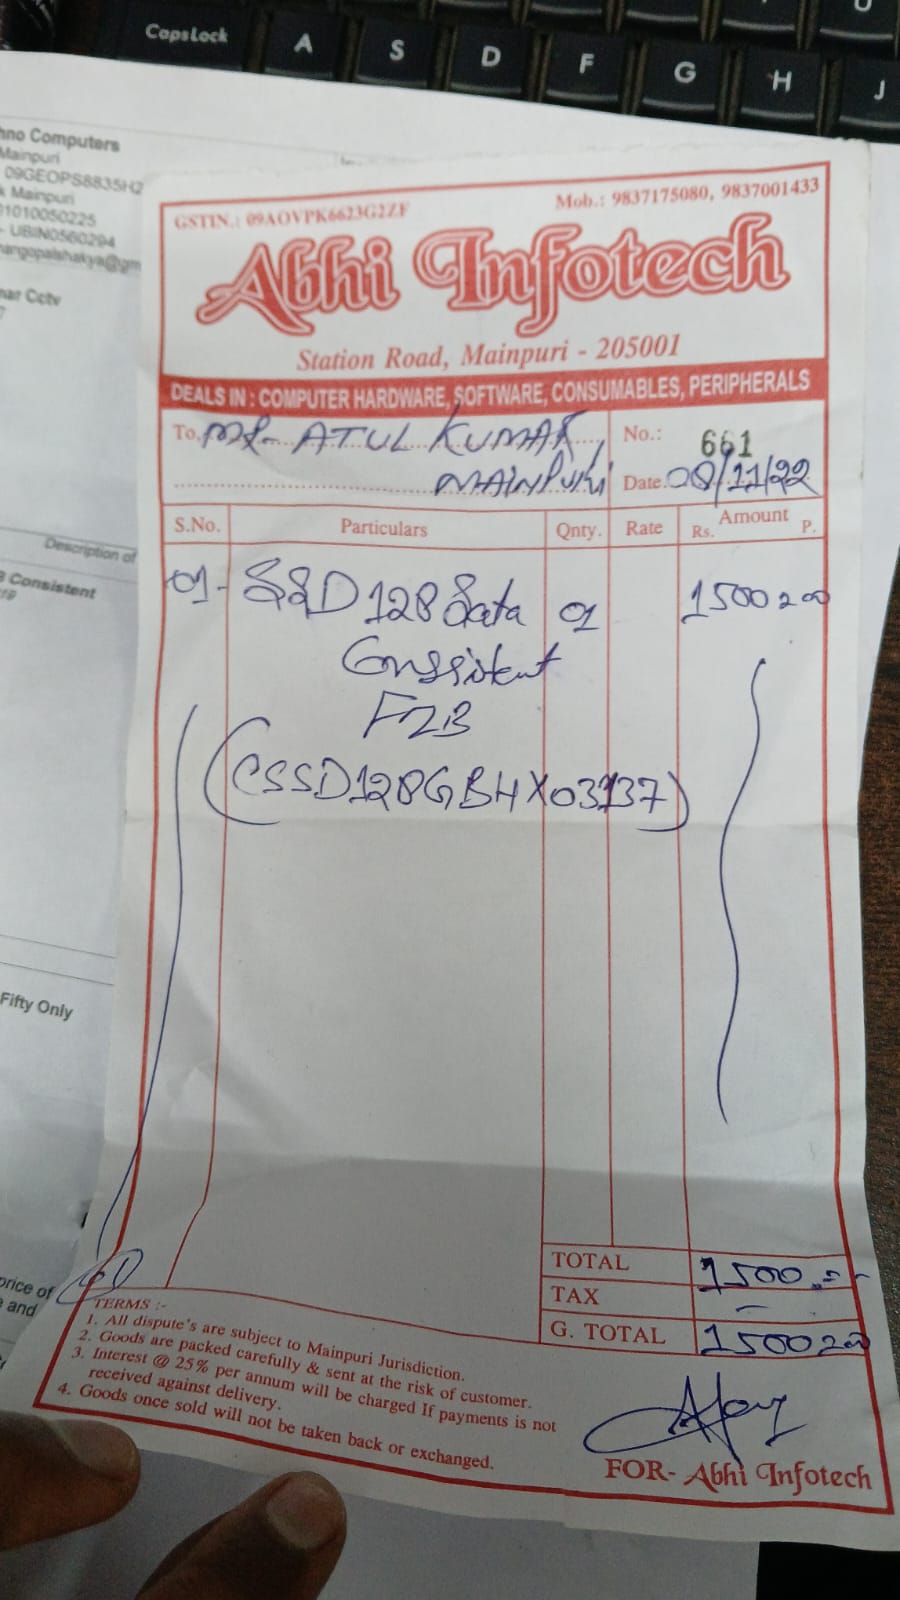 CapsLock
A S D F G H J
hno Computers
Mainpuri
09GEOPS8835H2
k Mainpuri
01010050225
- UBIN0560294
hangopalshakya@gm
mar Cctv
Description of
B Consistent
Fifty Only
price of
and
GSTIN.: 09AOVPK6623G2ZF
Mob.: 9837175080, 9837001433
Abhi Infotech
Station Road, Mainpuri - 205001
DEALS IN : COMPUTER HARDWARE, SOFTWARE, CONSUMABLES, PERIPHERALS
To, MR- ATUL KUMAR,
MAINPURI
No.: 661
Date. 08/11/22
S.No. Particulars Qnty. Rate Amount Rs. P.
01- SSD 128 Sata 01 1500=00
Consistent
(CSSD128GBHX03137)
TOTAL 1500.=
TAX -
G. TOTAL 1500=00
TERMS :-
1. All dispute's are subject to Mainpuri Jurisdiction.
2. Goods are packed carefully & sent at the risk of customer.
3. Interest @ 25% per annum will be charged If payments is not
received against delivery.
4. Goods once sold will not be taken back or exchanged.
FOR- Abhi Infotech